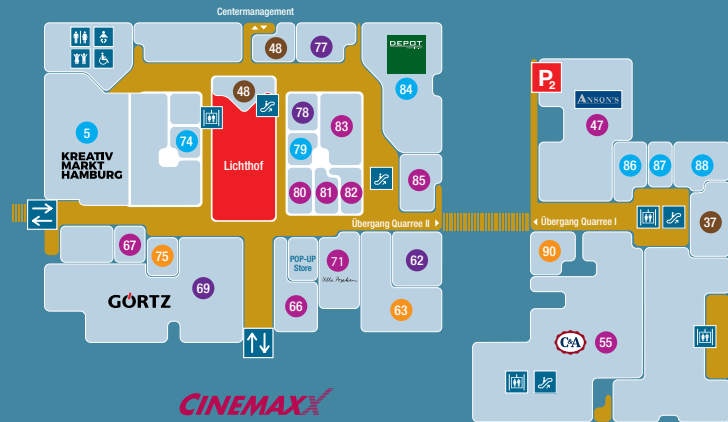 Centermanagement
48
77
DEPOT
84
P2
ANSON'S
47
48
78
83
5
KREATIV
MARKT
HAMBURG
74
79
Lichthof
80
81
82
85
86
87
88
Übergang Quarree II
Übergang Quarree I
37
67
75
POP-UP
Store
71
62
90
GÖRTZ
69
66
63
C&A
55
CINEMAXX